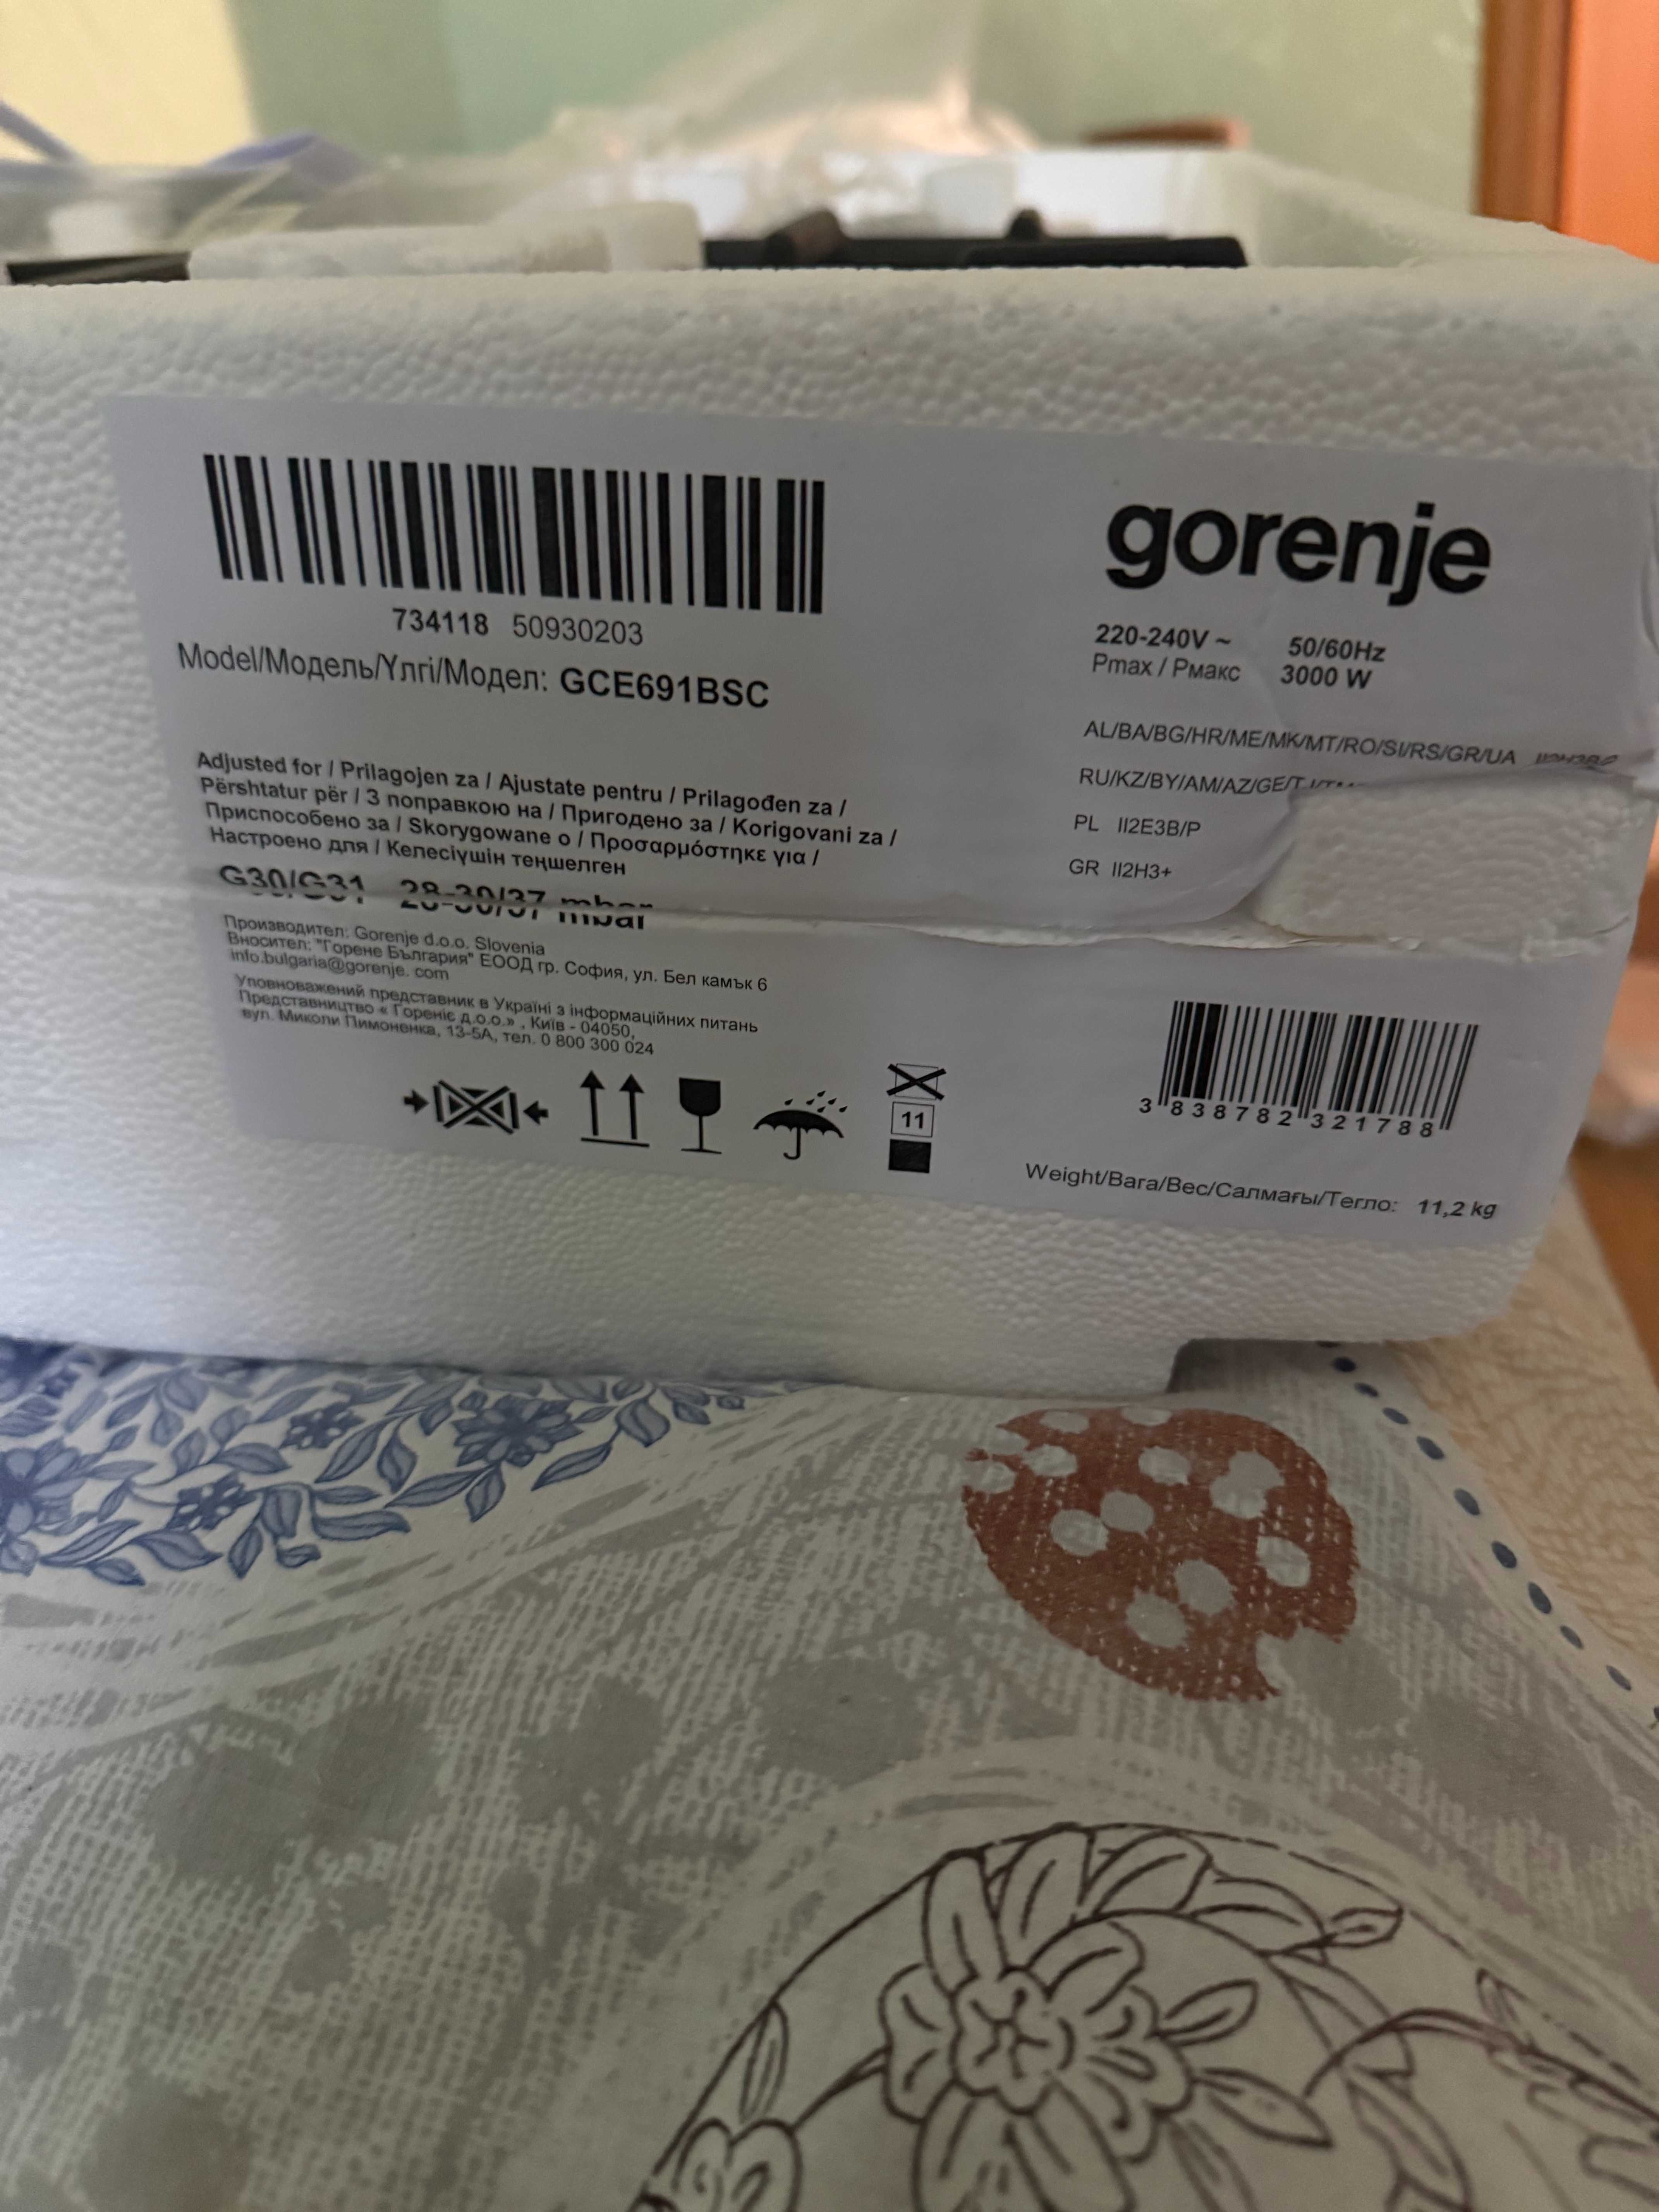 734118 50930203
Model/Модель/Үлгі/Модел: GCE691BSC
gorenje
220-240V ~ 50/60Hz
Pmax / Рмакс 3000 W
Adjusted for / Prilagojen za / Ajustate pentru / Prilagođen za /
Përshtatur për / З поправкою на / Пригодено за / Korigovani za /
Приспособено за / Skorygowane o / Προσαρμόστηκε για /
Настроено для / Келесіүшін теңшелген
G30/G31 28-30/37 mbar
AL/BA/BG/HR/ME/MK/MT/RO/SI/RS/GR/UA
RU/KZ/BY/AM/AZ/GE/TJ
PL II2E3B/P
GR II2H3+
Производител: Gorenje d.o.o. Slovenia
Вносител: "Горене България" ЕООД гр. София, ул. Бел камък 6
info.bulgaria@gorenje. com
Уповноважений представник в Україні з інформаційних питань
Представництво « Гореніє д.о.о.» , Київ - 04050,
вул. Миколи Пимоненка, 13-5А, тел. 0 800 300 024
11
3 838782 321788
Weight/Вага/Вес/Салмағы/Тегло: 11,2 kg